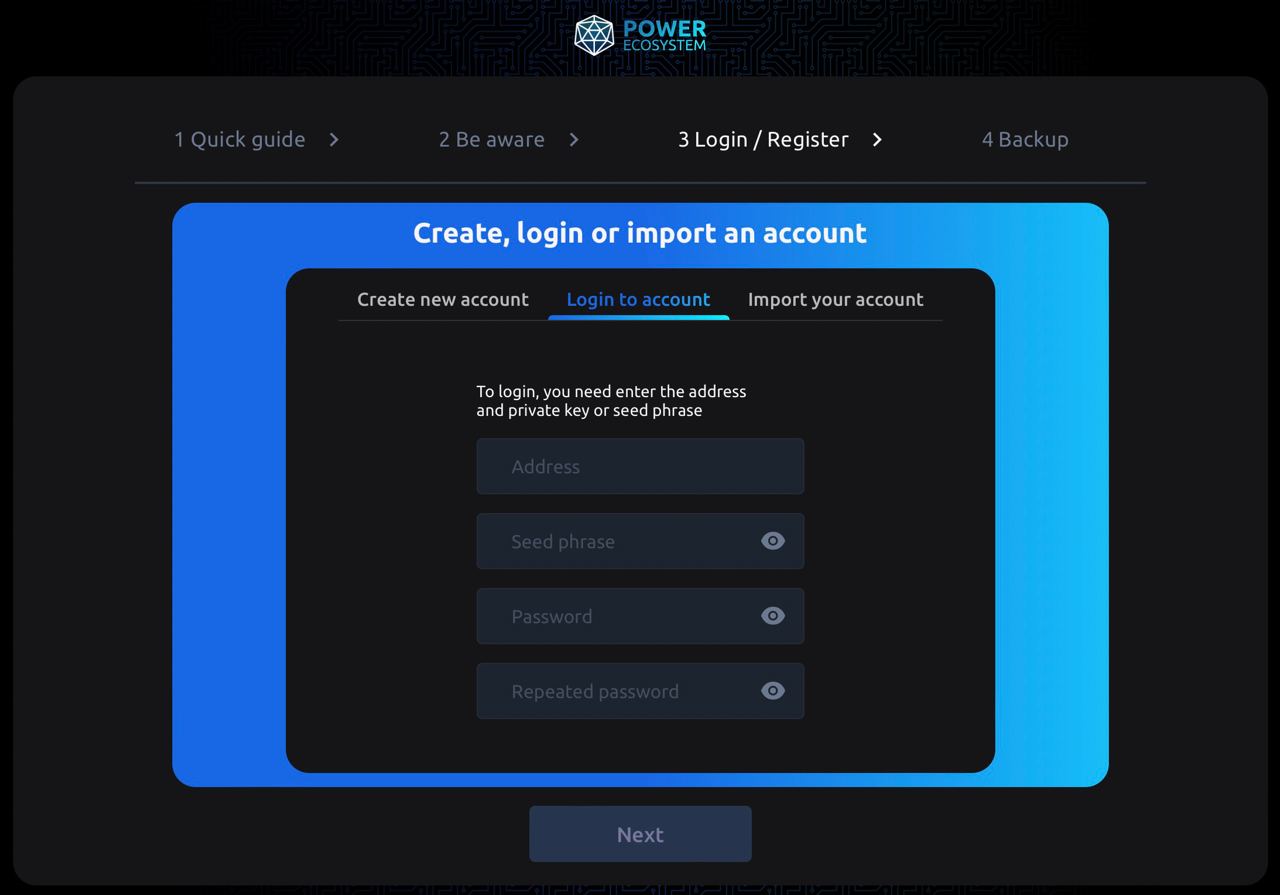 POWER
ECOSYSTEM
1 Quick guide
2 Be aware
3 Login / Register
4 Backup
Create, login or import an account
Create new account
Login to account
Import your account
To login, you need enter the address
and private key or seed phrase
Address
Seed phrase
Password
Repeated password
Next